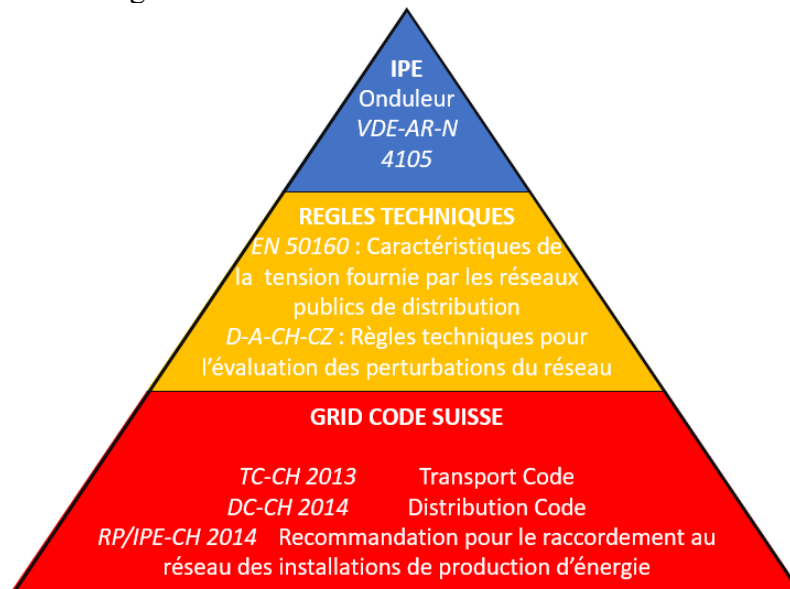 IPE
Onduleur
VDE-AR-N
4105
REGLES TECHNIQUES
EN 50160 : Caractéristiques de
la tension fournie par les réseaux
publics de distribution
D-A-CH-CZ : Règles techniques pour
l'évaluation des perturbations du réseau
GRID CODE SUISSE
TC-CH 2013 Transport Code
DC-CH 2014 Distribution Code
RP/IPE-CH 2014 Recommandation pour le raccordement au
réseau des installations de production d'énergie